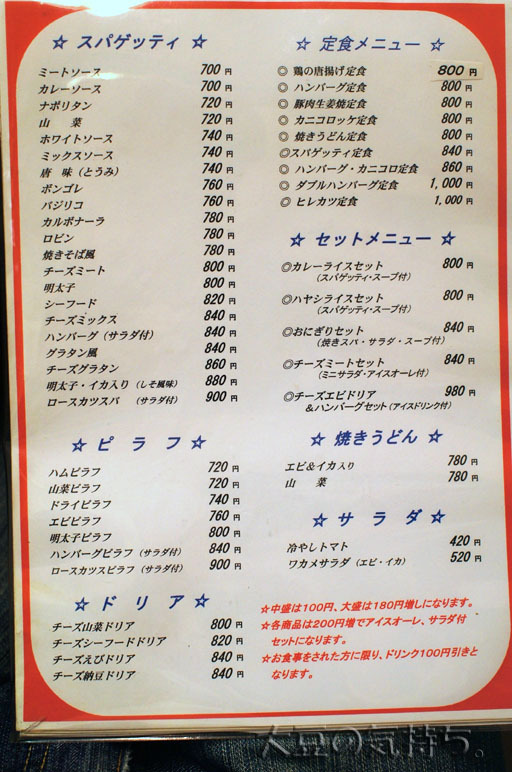 ☆ スパゲッティ ☆
ミートソース 700円
カレーソース 700円
ナポリタン 720円
山　菜 720円
ホワイトソース 740円
ミックスソース 740円
唐　味（とうみ） 740円
ボンゴレ 760円
バジリコ 760円
カルボナーラ 780円
ロビン 780円
焼きそば風 780円
チーズミート 800円
明太子 800円
シーフード 820円
チーズミックス 840円
ハンバーグ（サラダ付） 840円
グラタン風 840円
チーズグラタン 860円
明太子・イカ入り（しそ風味） 880円
ロースカツスパ　（サラダ付） 900円
☆ ピ ラ フ ☆
ハムピラフ 720円
山菜ピラフ 720円
ドライピラフ 740円
エビピラフ 760円
明太子ピラフ 800円
ハンバーグピラフ（サラダ付） 840円
ロースカツスピラフ（サラダ付） 900円
☆ ド リ ア ☆
チーズ山菜ドリア 800円
チーズシーフードドリア 820円
チーズえびドリア 840円
チーズ納豆ドリア 840円
☆ 定食メニュー ☆
◎ 鶏の唐揚げ定食 800円
◎ ハンバーグ定食 800円
◎ 豚肉生姜焼定食 800円
◎ カニコロッケ定食 800円
◎ 焼きうどん定食 800円
◎スパゲッティ定食 840円
◎ ハンバーグ・カニコロ定食 860円
◎ ダブルハンバーグ定食 1,000円
◎ ヒレカツ定食 1,000円
☆ セットメニュー ☆
◎カレーライスセット 800円
（スパゲッティ・スープ付）
◎ハヤシライスセット 800円
（スパゲッティ・スープ付）
◎おにぎりセット 840円
（焼きスパ・サラダ・スープ付）
◎チーズミートセット 840円
（ミニサラダ・アイスオーレ付）
◎チーズエビドリア 980円
＆ハンバーグセット（アイスドリンク付）
☆ 焼きうどん ☆
エビ＆イカ入り 780円
山　菜 780円
☆ サ ラ ダ ☆
冷やしトマト 420円
ワカメサラダ（エビ・イカ） 520円
☆中盛は100円、大盛は180円増しになります。
☆各商品は200円増でアイスオーレ、サラダ付
セットになります。
☆お食事をされた方に限り、ドリンク100円引きと
なります。
大豆の気持ち。